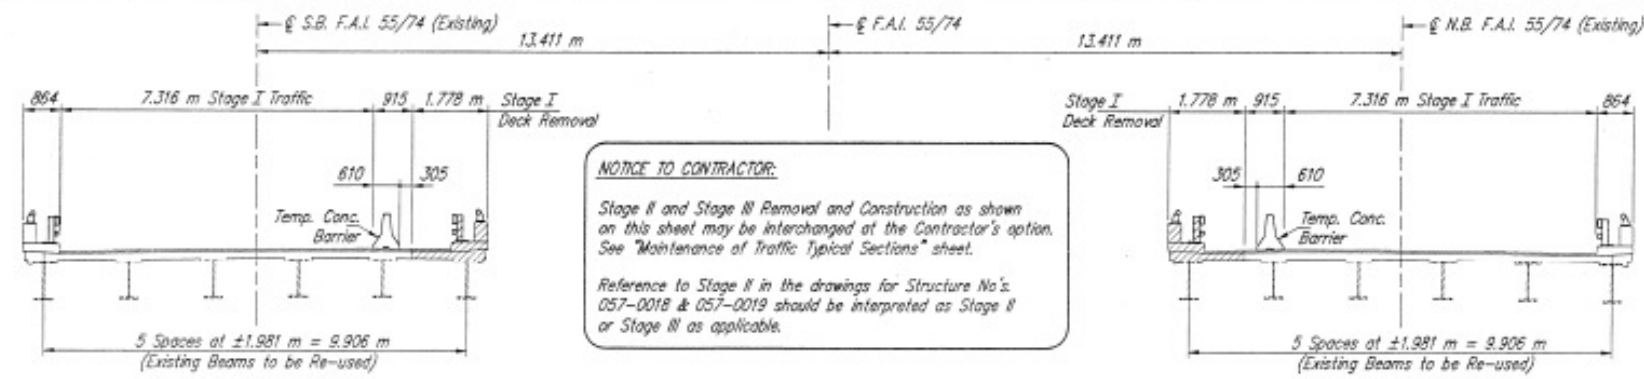 ℄ S.B. F.A.I. 55/74 (Existing)
℄ F.A.I. 55/74
℄ N.B. F.A.I. 55/74 (Existing)
13.411 m
13.411 m
864
7.316 m Stage I Traffic
915
1.778 m
Stage I
Deck Removal
Stage I
Deck Removal
1.778 m
915
7.316 m Stage I Traffic
864
610
305
Temp. Conc.
Barrier
NOTICE TO CONTRACTOR:
Stage II and Stage III Removal and Construction as shown
on this sheet may be interchanged at the Contractor's option.
See "Maintenance of Traffic Typical Sections" sheet.
Reference to Stage II in the drawings for Structure No's.
057-0018 & 057-0019 should be interpreted as Stage II
or Stage III as applicable.
305
610
Temp. Conc.
Barrier
5 Spaces at ±1.981 m = 9.906 m
(Existing Beams to be Re-used)
5 Spaces at ±1.981 m = 9.906 m
(Existing Beams to be Re-used)